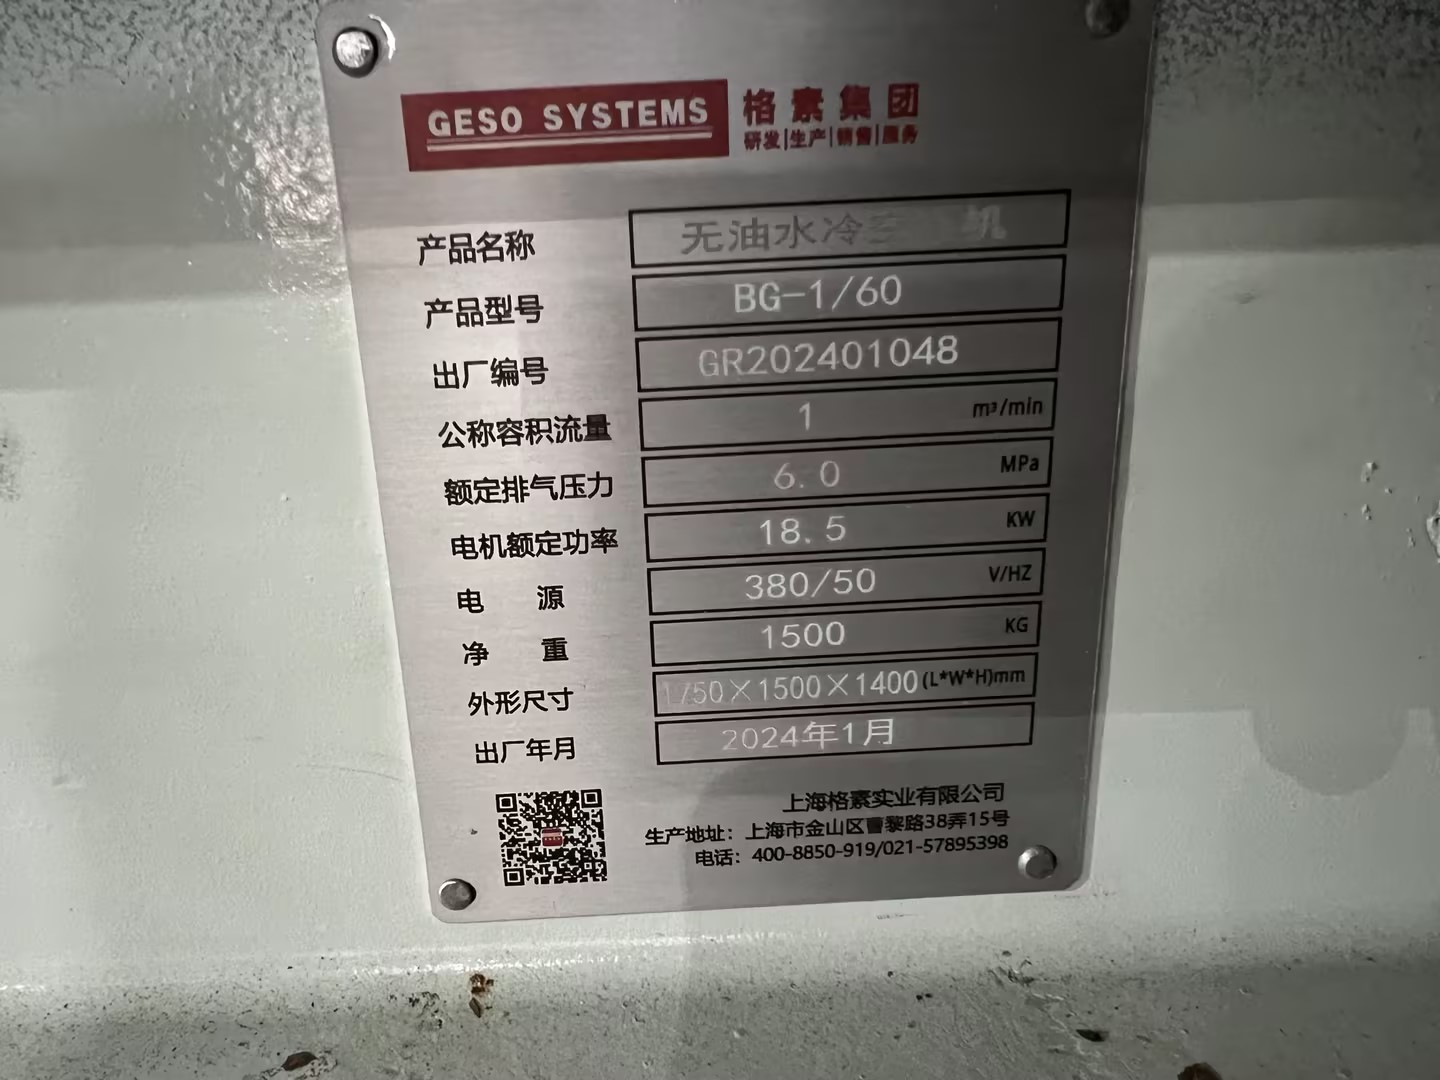 GESO SYSTEMS 格素集团
研发|生产|销售|服务
产品名称 无油水冷 机
产品型号 BG-1/60
出厂编号 GR202401048
公称容积流量 1 m³/min
额定排气压力 6.0 MPa
电机额定功率 18.5 KW
电 源 380/50 V/HZ
净 重 1500 KG
外形尺寸 1750×1500×1400(L*W*H)mm
出厂年月 2024年1月
上海格素实业有限公司
生产地址：上海市金山区曹黎路38弄15号
电话：400-8850-919/021-57895398